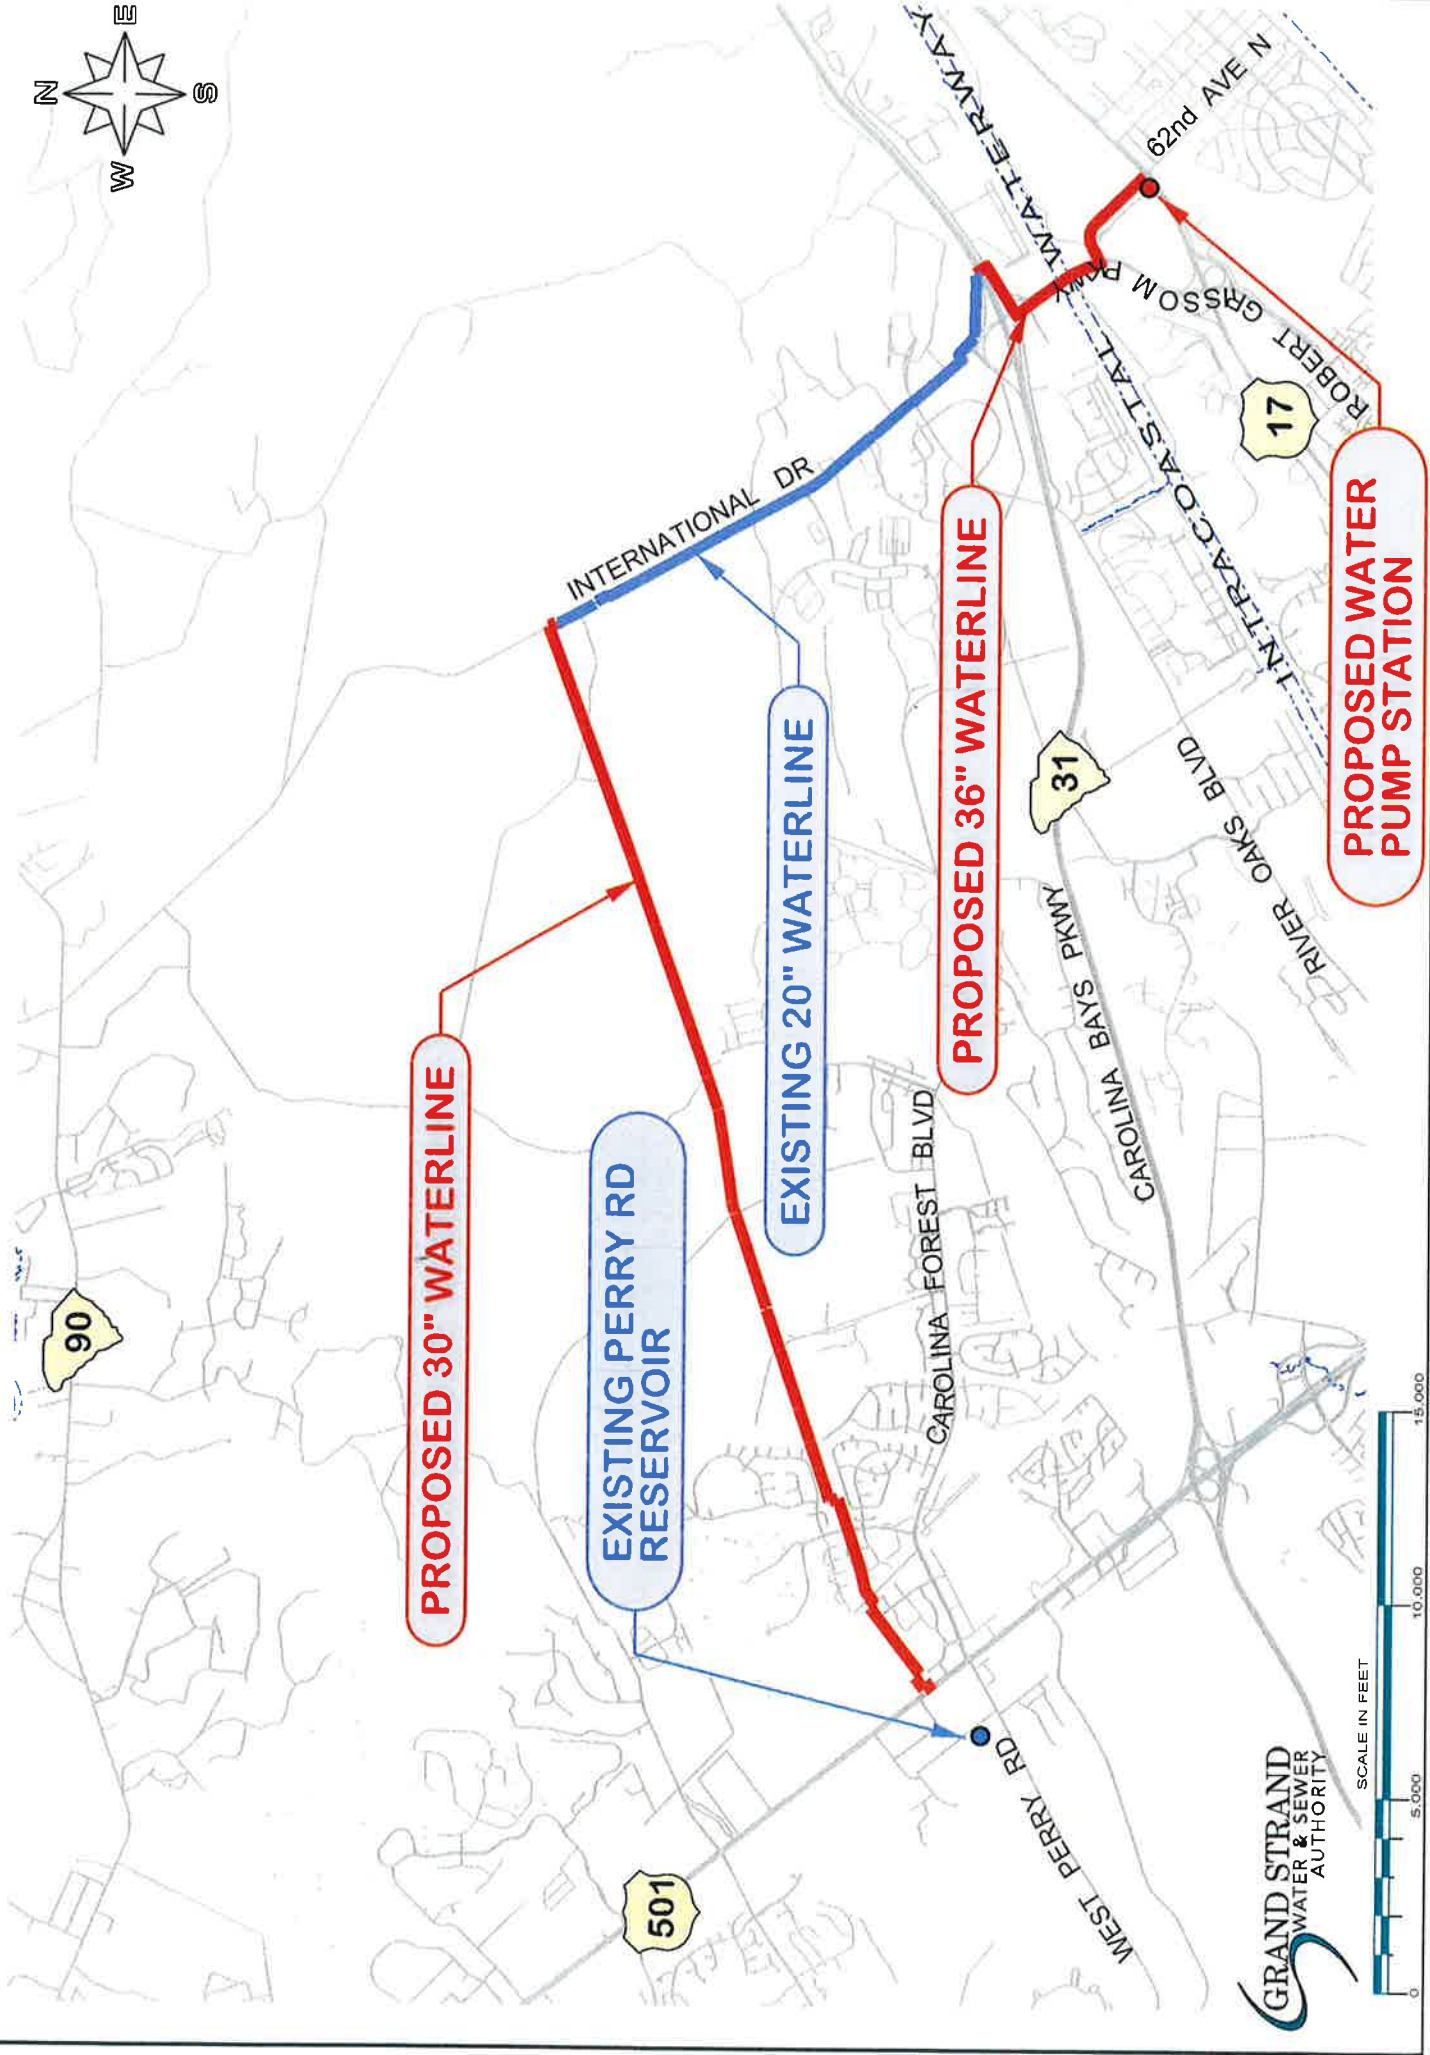 N
W
E
S
90
PROPOSED 30" WATERLINE
EXISTING PERRY RD
RESERVOIR
INTERNATIONAL DR
EXISTING 20" WATERLINE
PROPOSED 36" WATERLINE
501
CAROLINA FOREST BLVD
31
CAROLINA BAYS PKWY
WEST PERRY RD
RIVER OAKS BLVD
INTRACOASTAL WATERWAY
ROBERT GRISSOM PKWY
62nd AVE N
17
PROPOSED WATER
PUMP STATION
GRAND STRAND
WATER & SEWER
AUTHORITY
SCALE IN FEET
0
5,000
10,000
15,000